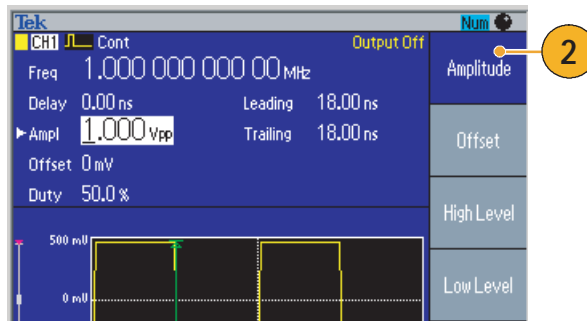 Tek Num
CH1 Cont Output Off
Freq 1.000 000 000 00 MHz
Delay 0.00 ns Leading 18.00 ns
Ampl 1.000 Vpp Trailing 18.00 ns
Offset 0 mV
Duty 50.0 %
500 mV
0 mV
Amplitude
Offset
High Level
Low Level
2